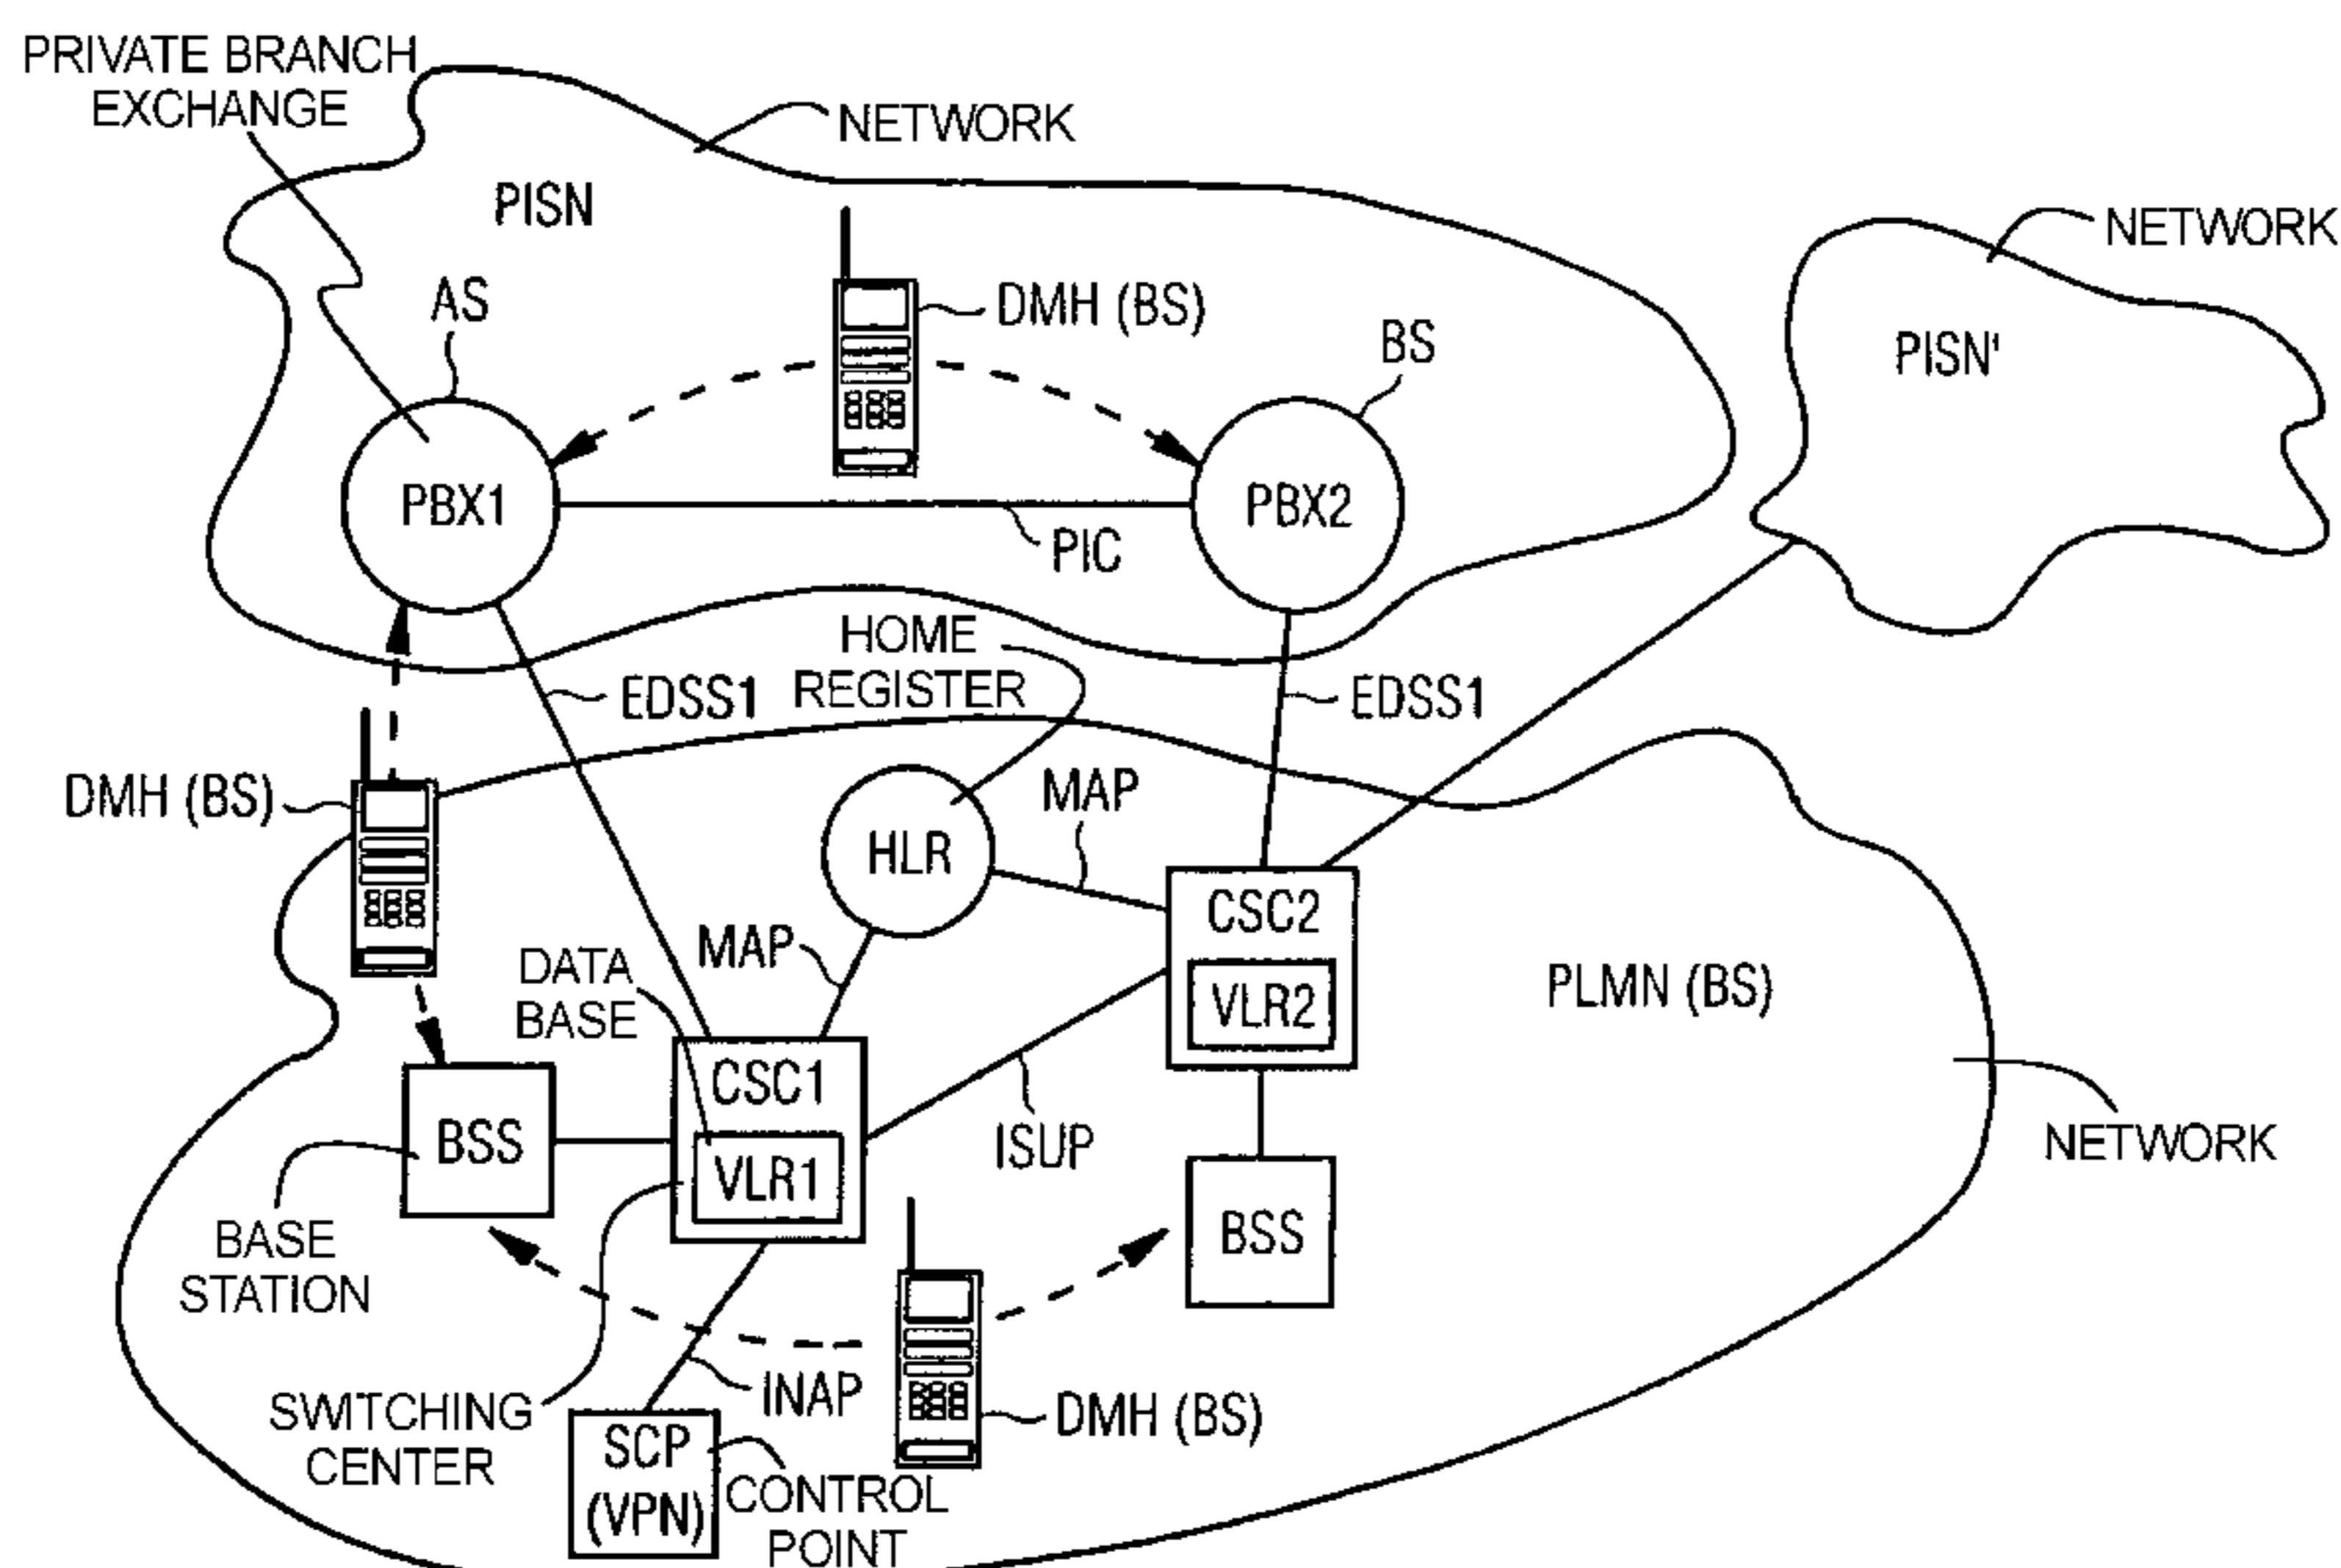 PRIVATE BRANCH
EXCHANGE
NETWORK
PISN
NETWORK
AS
DMH (BS)
BS
PISN'
PBX1
PBX2
PIC
HOME
REGISTER
EDSS1
EDSS1
DMH (BS)
MAP
HLR
CSC2
MAP
DATA
BASE
VLR2
PLMN (BS)
CSC1
BSS
VLR1
ISUP
NETWORK
BASE
STATION
BSS
INAP
SWITCHING
CENTER
DMH (BS)
SCP
(VPN)
CONTROL
POINT